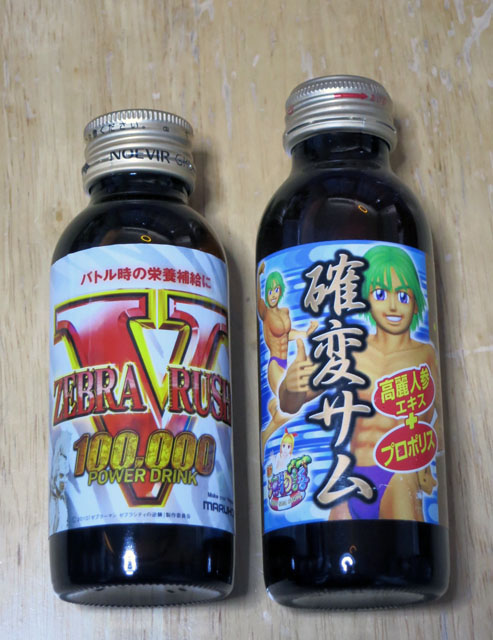 NOEVIR
バトル時の栄養補給に
V
ZEBRA RUSH
100.000
POWER DRINK
確変サム
高麗人参
エキス
+
プロポリス